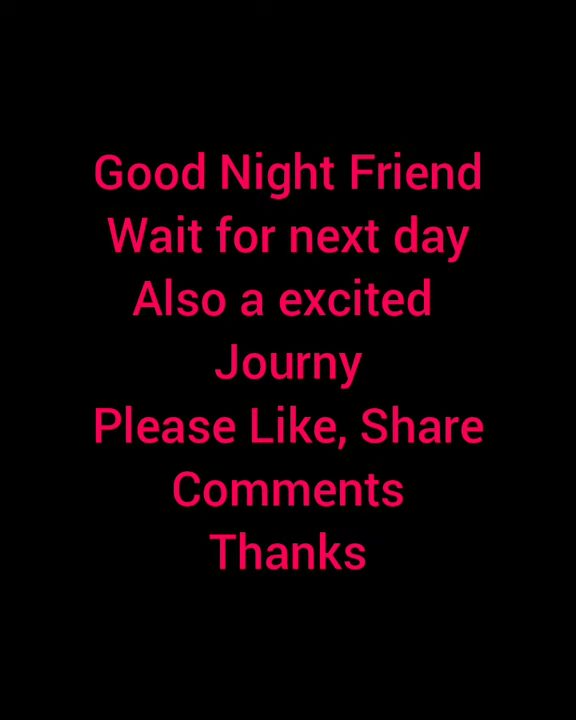 Good Night Friend
Wait for next day
Also a excited
Journy
Please Like, Share
Comments
Thanks